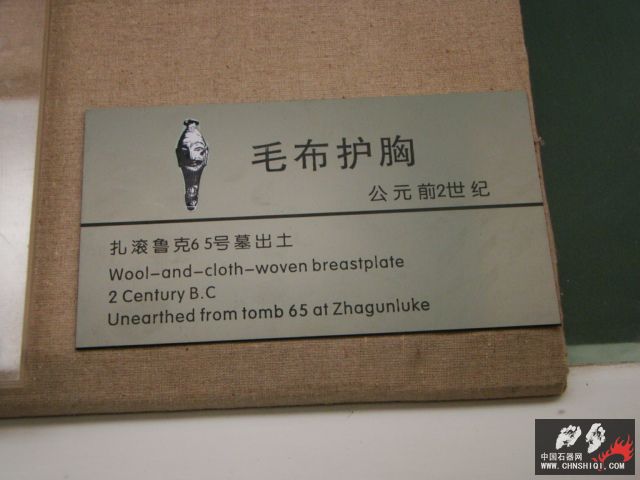 毛布护胸
公元前2世纪
扎滚鲁克65号墓出土
Wool-and-cloth-woven breastplate
2 Century B.C
Unearthed from tomb 65 at Zhagunluke
中国石器网
WWW.CHNSHIQI.COM